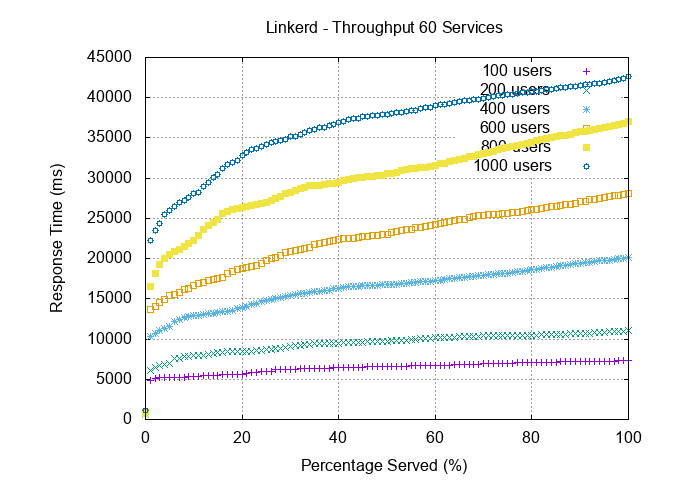 Linkerd - Throughput 60 Services
45000
40000
35000
30000
25000
20000
15000
10000
5000
0
0 20 40 60 80 100
Response Time (ms)
Percentage Served (%)
100 users
200 users
400 users
600 users
800 users
1000 users